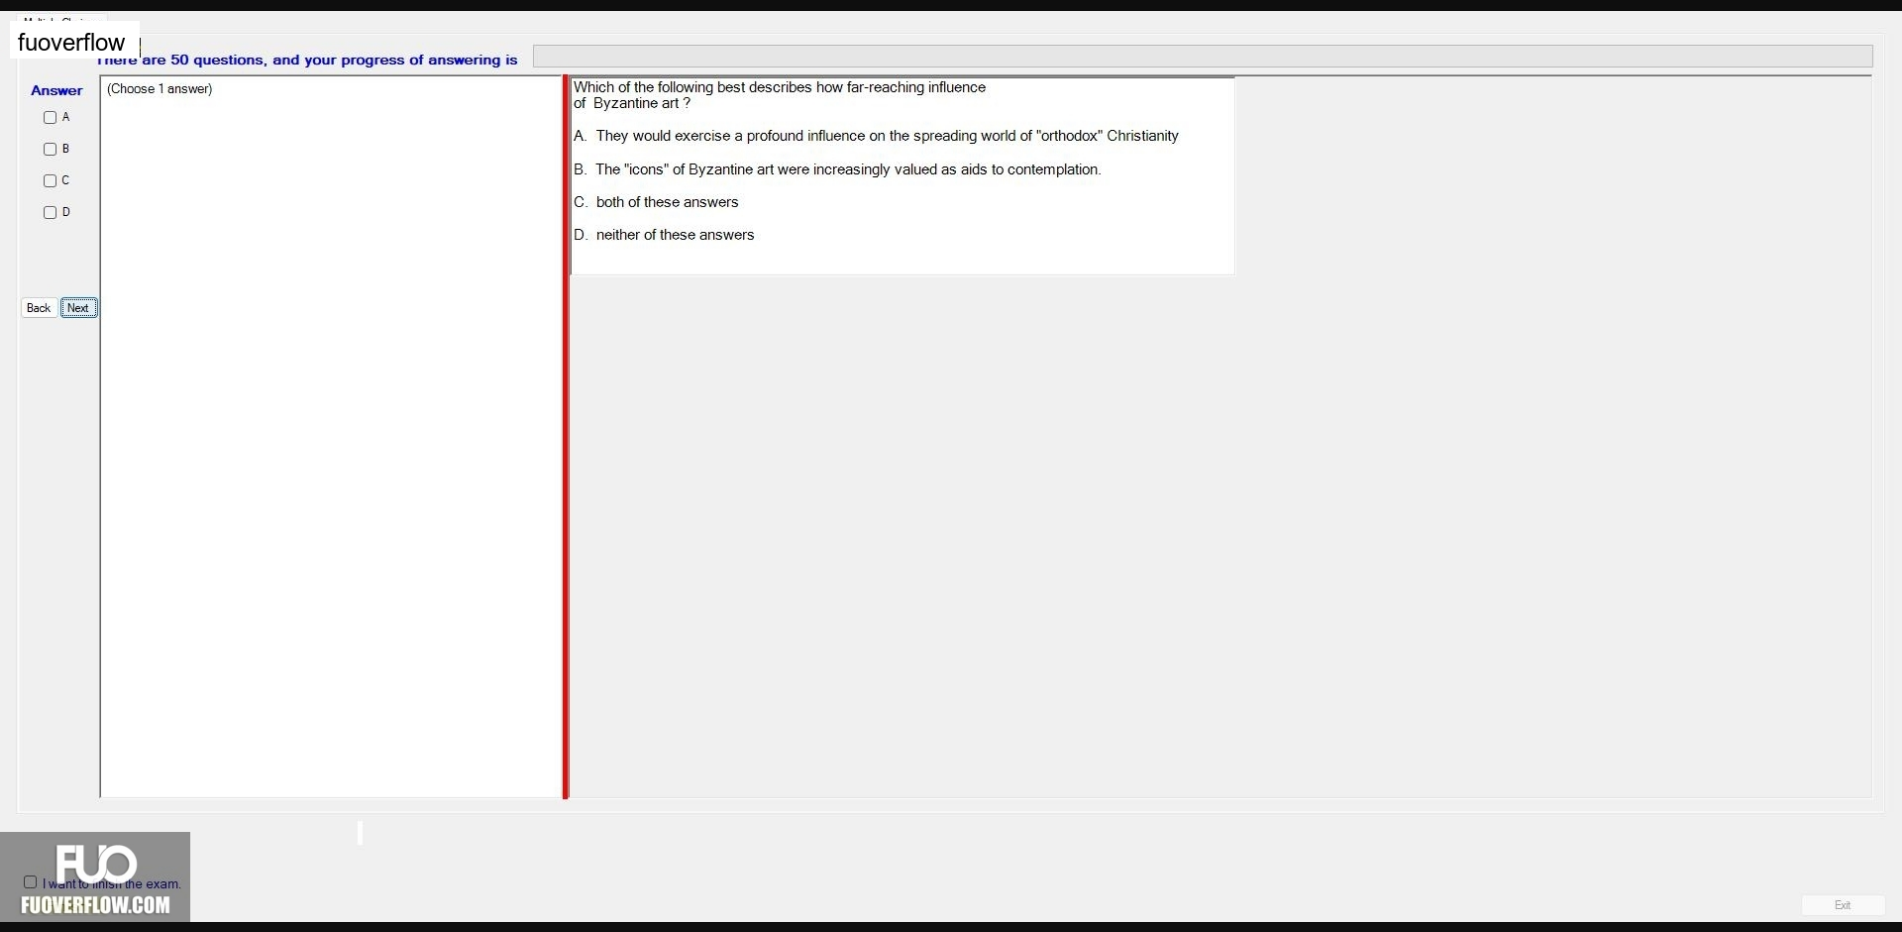 fuoverflow
There are 50 questions, and your progress of answering is
Answer
(Choose 1 answer)
A
B
C
D
Back Next
Which of the following best describes how far-reaching influence
of Byzantine art ?
A. They would exercise a profound influence on the spreading world of "orthodox" Christianity
B. The "icons" of Byzantine art were increasingly valued as aids to contemplation.
C. both of these answers
D. neither of these answers
FUO
I want to finish the exam.
FUOVERFLOW.COM
Exit